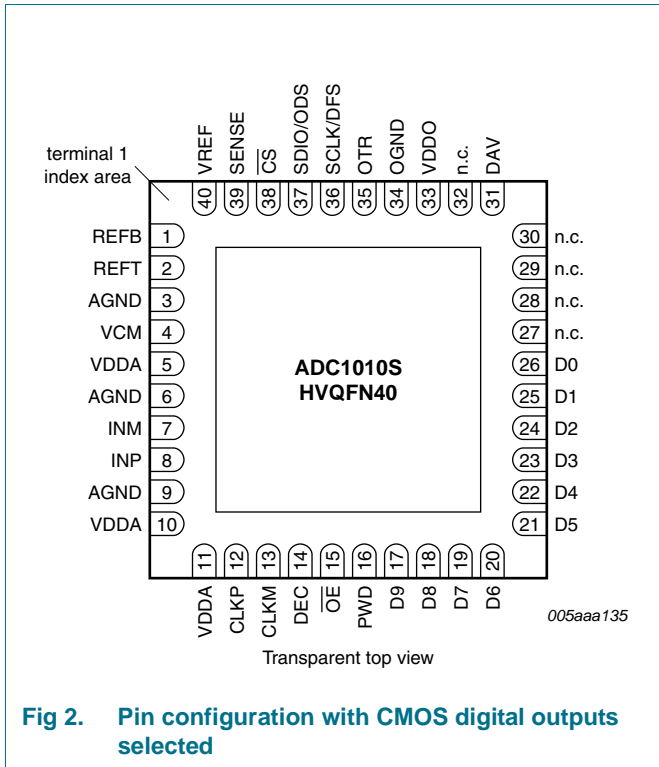 VREF
SENSE
CS
SDIO/ODS
SCLK/DFS
OTR
OGND
VDDO
n.c.
DAV
terminal 1
index area
40 39 38 37 36 35 34 33 32 31
REFB 1
REFT 2
AGND 3
VCM 4
VDDA 5
AGND 6
INM 7
INP 8
AGND 9
VDDA 10
ADC1010S
HVQFN40
30 n.c.
29 n.c.
28 n.c.
27 n.c.
26 D0
25 D1
24 D2
23 D3
22 D4
21 D5
11 12 13 14 15 16 17 18 19 20
VDDA
CLKP
CLKM
DEC
OE
PWD
D9
D8
D7
D6
005aaa135
Transparent top view
Fig 2. Pin configuration with CMOS digital outputs
selected